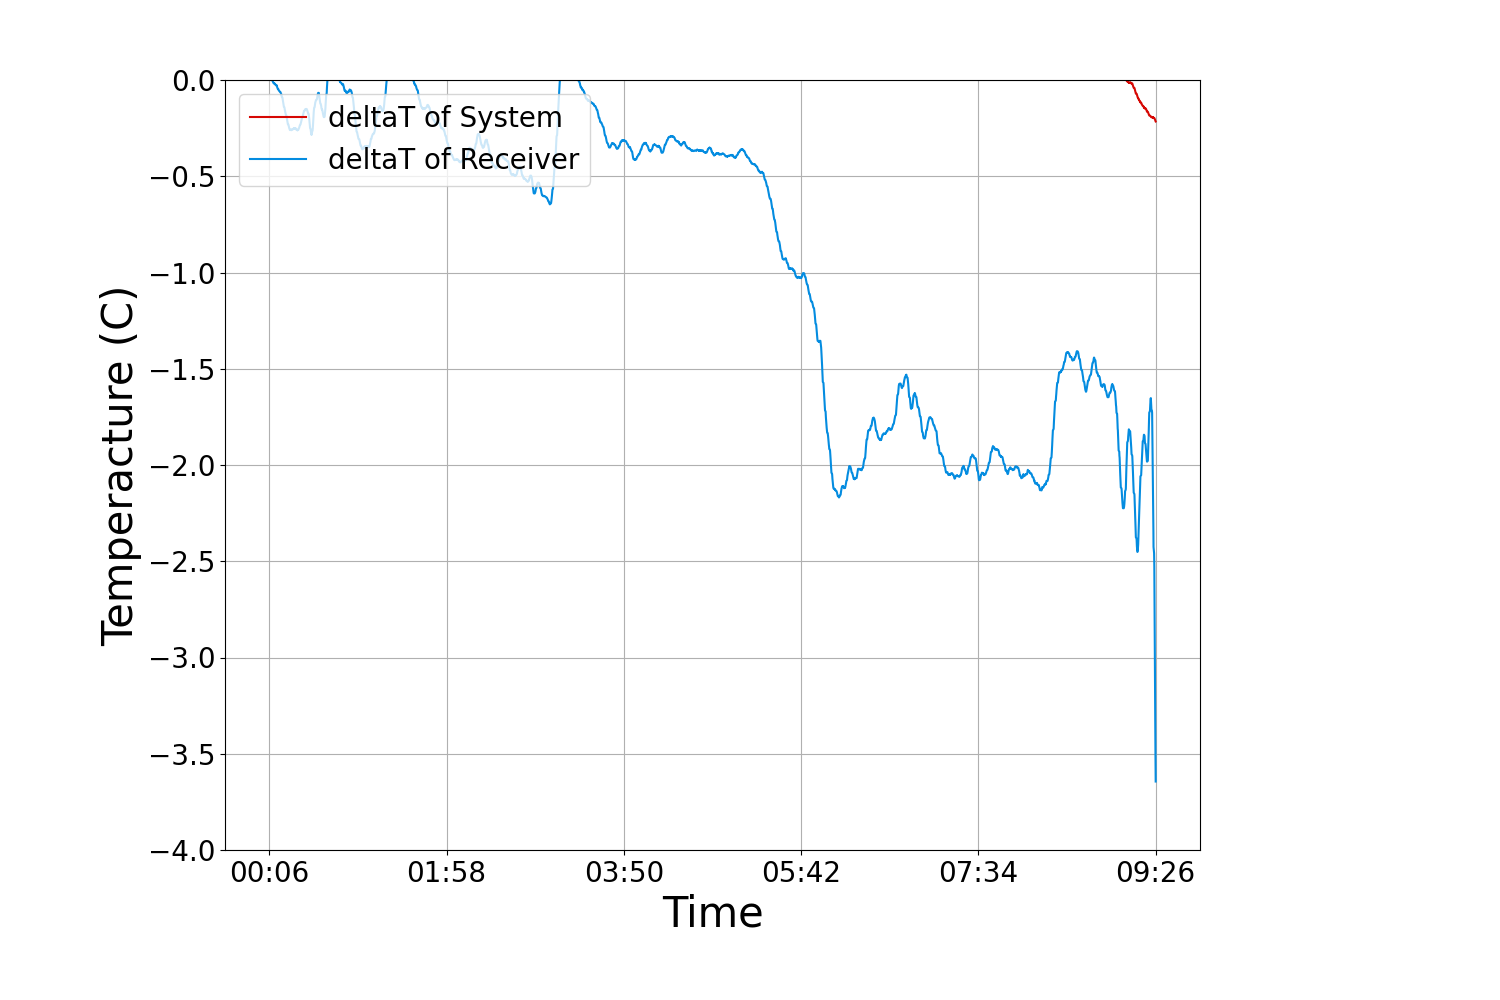 0.0
−0.5
−1.0
−1.5
−2.0
−2.5
−3.0
−3.5
−4.0
Temperacture (C)
deltaT of System
deltaT of Receiver
00:06 01:58 03:50 05:42 07:34 09:26
Time